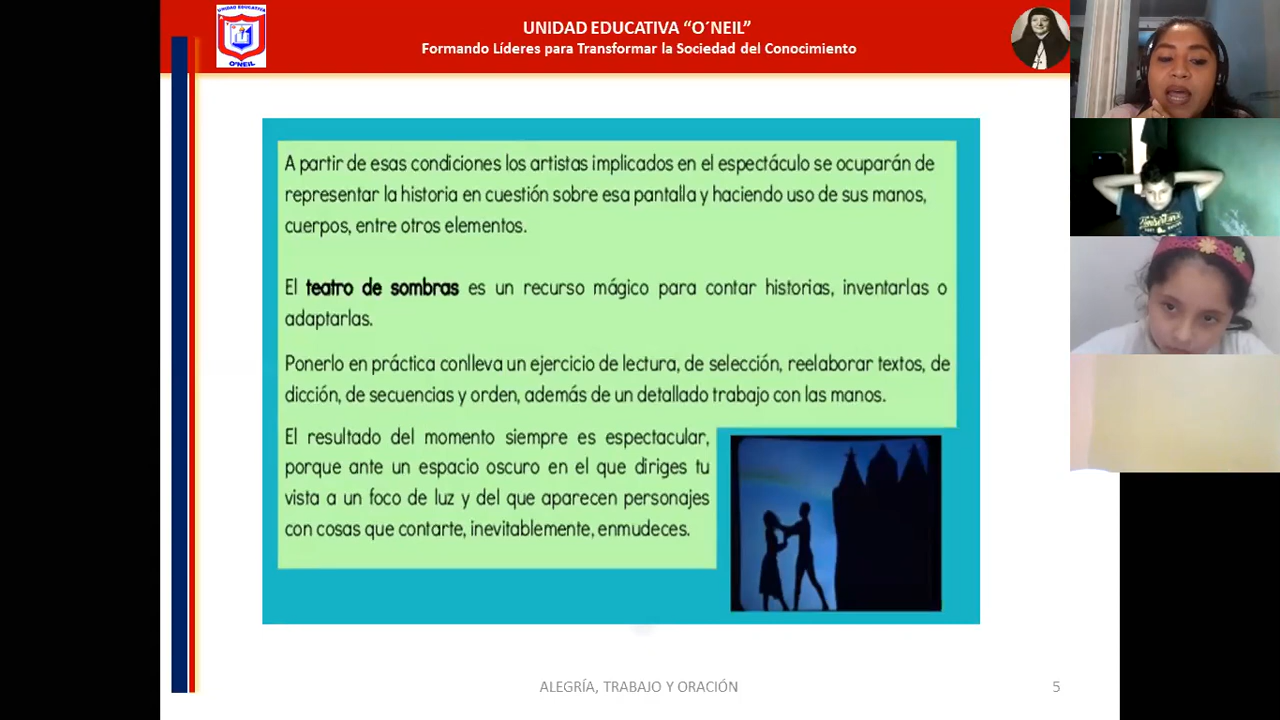 UNIDAD EDUCATIVA
O'NEIL
UNIDAD EDUCATIVA “O´NEIL”
Formando Líderes para Transformar la Sociedad del Conocimiento
A partir de esas condiciones los artistas implicados en el espectáculo se ocuparán de
representar la historia en cuestión sobre esa pantalla y haciendo uso de sus manos,
cuerpos, entre otros elementos.
El teatro de sombras es un recurso mágico para contar historias, inventarlas o
adaptarlas.
Ponerlo en práctica conlleva un ejercicio de lectura, de selección, reelaborar textos, de
dicción, de secuencias y orden, además de un detallado trabajo con las manos.
El resultado del momento siempre es espectacular,
porque ante un espacio oscuro en el que diriges tu
vista a un foco de luz y del que aparecen personajes
con cosas que contarte, inevitablemente, enmudeces.
ALEGRÍA, TRABAJO Y ORACIÓN
5